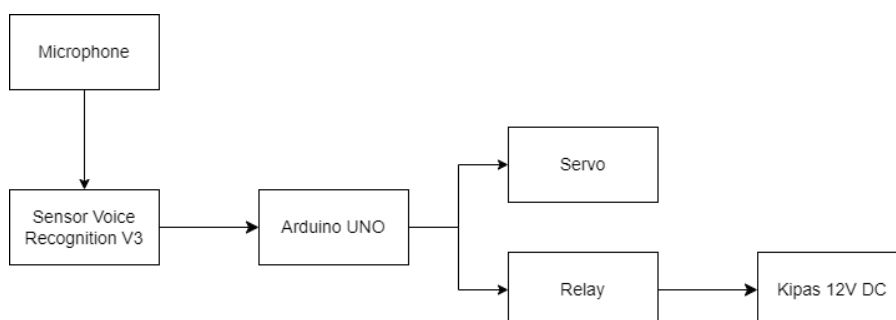 Microphone
Sensor Voice
Recognition V3
Arduino UNO
Servo
Relay
Kipas 12V DC